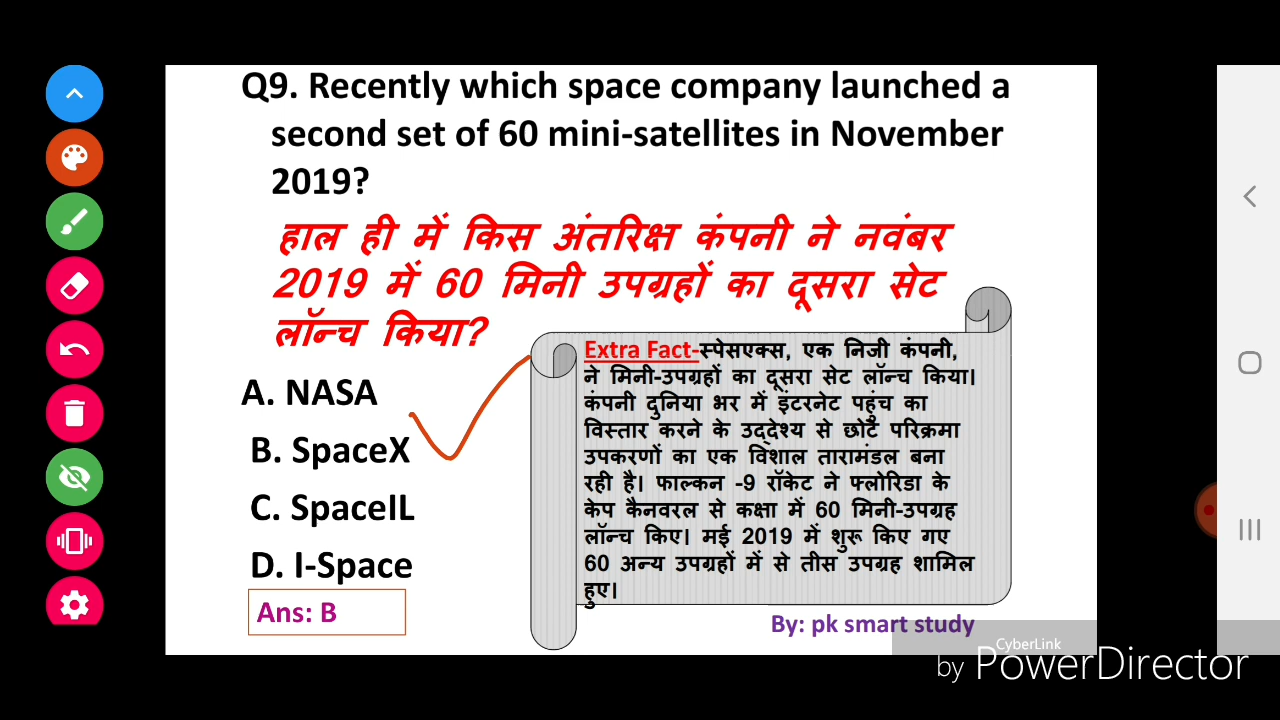 Q9. Recently which space company launched a
second set of 60 mini-satellites in November
2019?
हाल ही में किस अंतरिक्ष कंपनी ने नवंबर
2019 में 60 मिनी उपग्रहों का दूसरा सेट
लॉन्च किया?
A. NASA
B. SpaceX
C. SpaceIL
D. I-Space
Ans: B
Extra Fact-स्पेसएक्स, एक निजी कंपनी,
ने मिनी-उपग्रहों का दूसरा सेट लॉन्च किया।
कंपनी दुनिया भर में इंटरनेट पहुंच का
विस्तार करने के उद्देश्य से छोटे परिक्रमा
उपकरणों का एक विशाल तारामंडल बना
रही है। फाल्कन -9 रॉकेट ने फ्लोरिडा के
केप कैनवरल से कक्षा में 60 मिनी-उपग्रह
लॉन्च किए। मई 2019 में शुरू किए गए
60 अन्य उपग्रहों में से तीस उपग्रह शामिल
हुए।
By: pk smart study
CyberLink
by PowerDirector